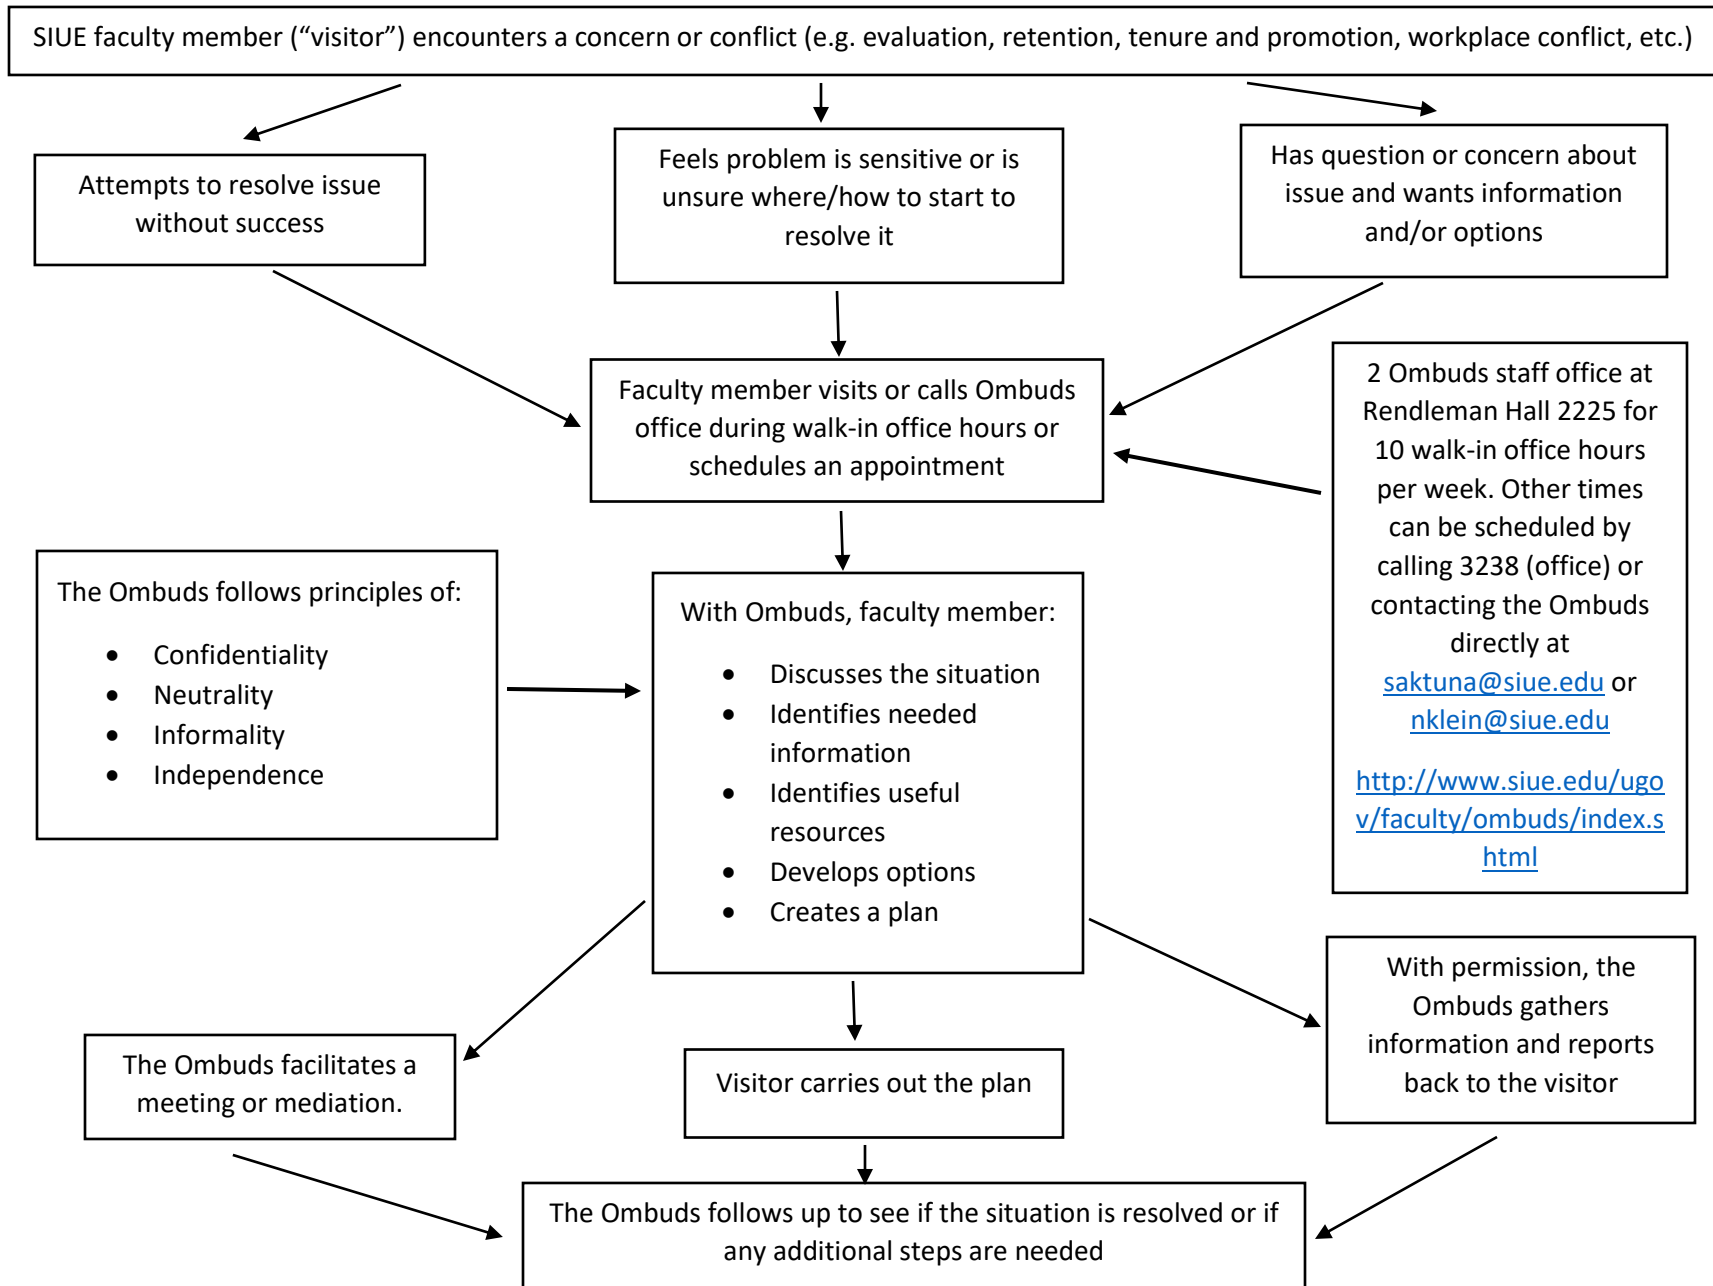 SIUE faculty member (“visitor”) encounters a concern or conflict (e.g. evaluation, retention, tenure and promotion, workplace conflict, etc.)
Attempts to resolve issue
without success
Feels problem is sensitive or is
unsure where/how to start to
resolve it
Has question or concern about
issue and wants information
and/or options
Faculty member visits or calls Ombuds
office during walk-in office hours or
schedules an appointment
2 Ombuds staff office at
Rendleman Hall 2225 for
10 walk-in office hours
per week. Other times
can be scheduled by
calling 3238 (office) or
contacting the Ombuds
directly at
saktuna@siue.edu or
nklein@siue.edu
http://www.siue.edu/ugo
v/faculty/ombuds/index.s
html
The Ombuds follows principles of:
• Confidentiality
• Neutrality
• Informality
• Independence
With Ombuds, faculty member:
• Discusses the situation
• Identifies needed
information
• Identifies useful
resources
• Develops options
• Creates a plan
The Ombuds facilitates a
meeting or mediation.
Visitor carries out the plan
With permission, the
Ombuds gathers
information and reports
back to the visitor
The Ombuds follows up to see if the situation is resolved or if
any additional steps are needed